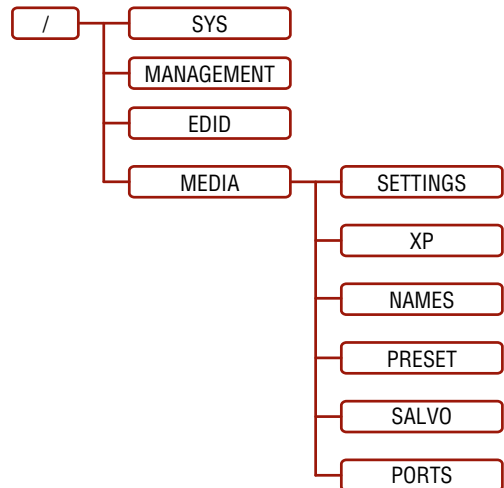 /
SYS
MANAGEMENT
EDID
MEDIA
SETTINGS
XP
NAMES
PRESET
SALVO
PORTS